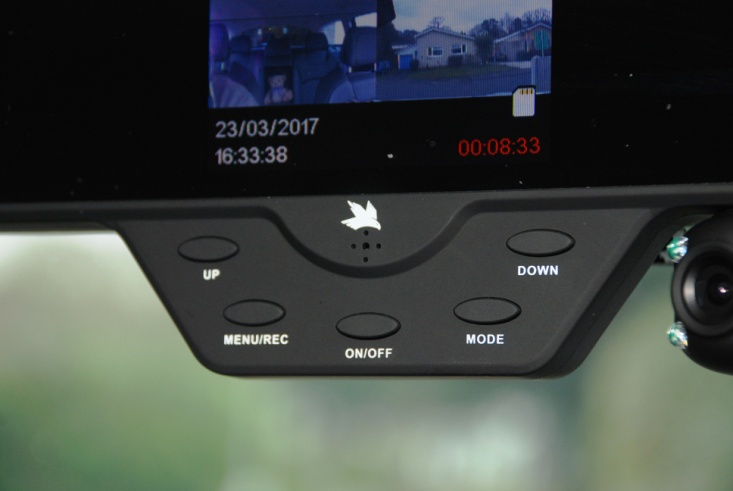 23/03/2017
16:33:38
00:08:33
UP
DOWN
MENU/REC
MODE
ON/OFF